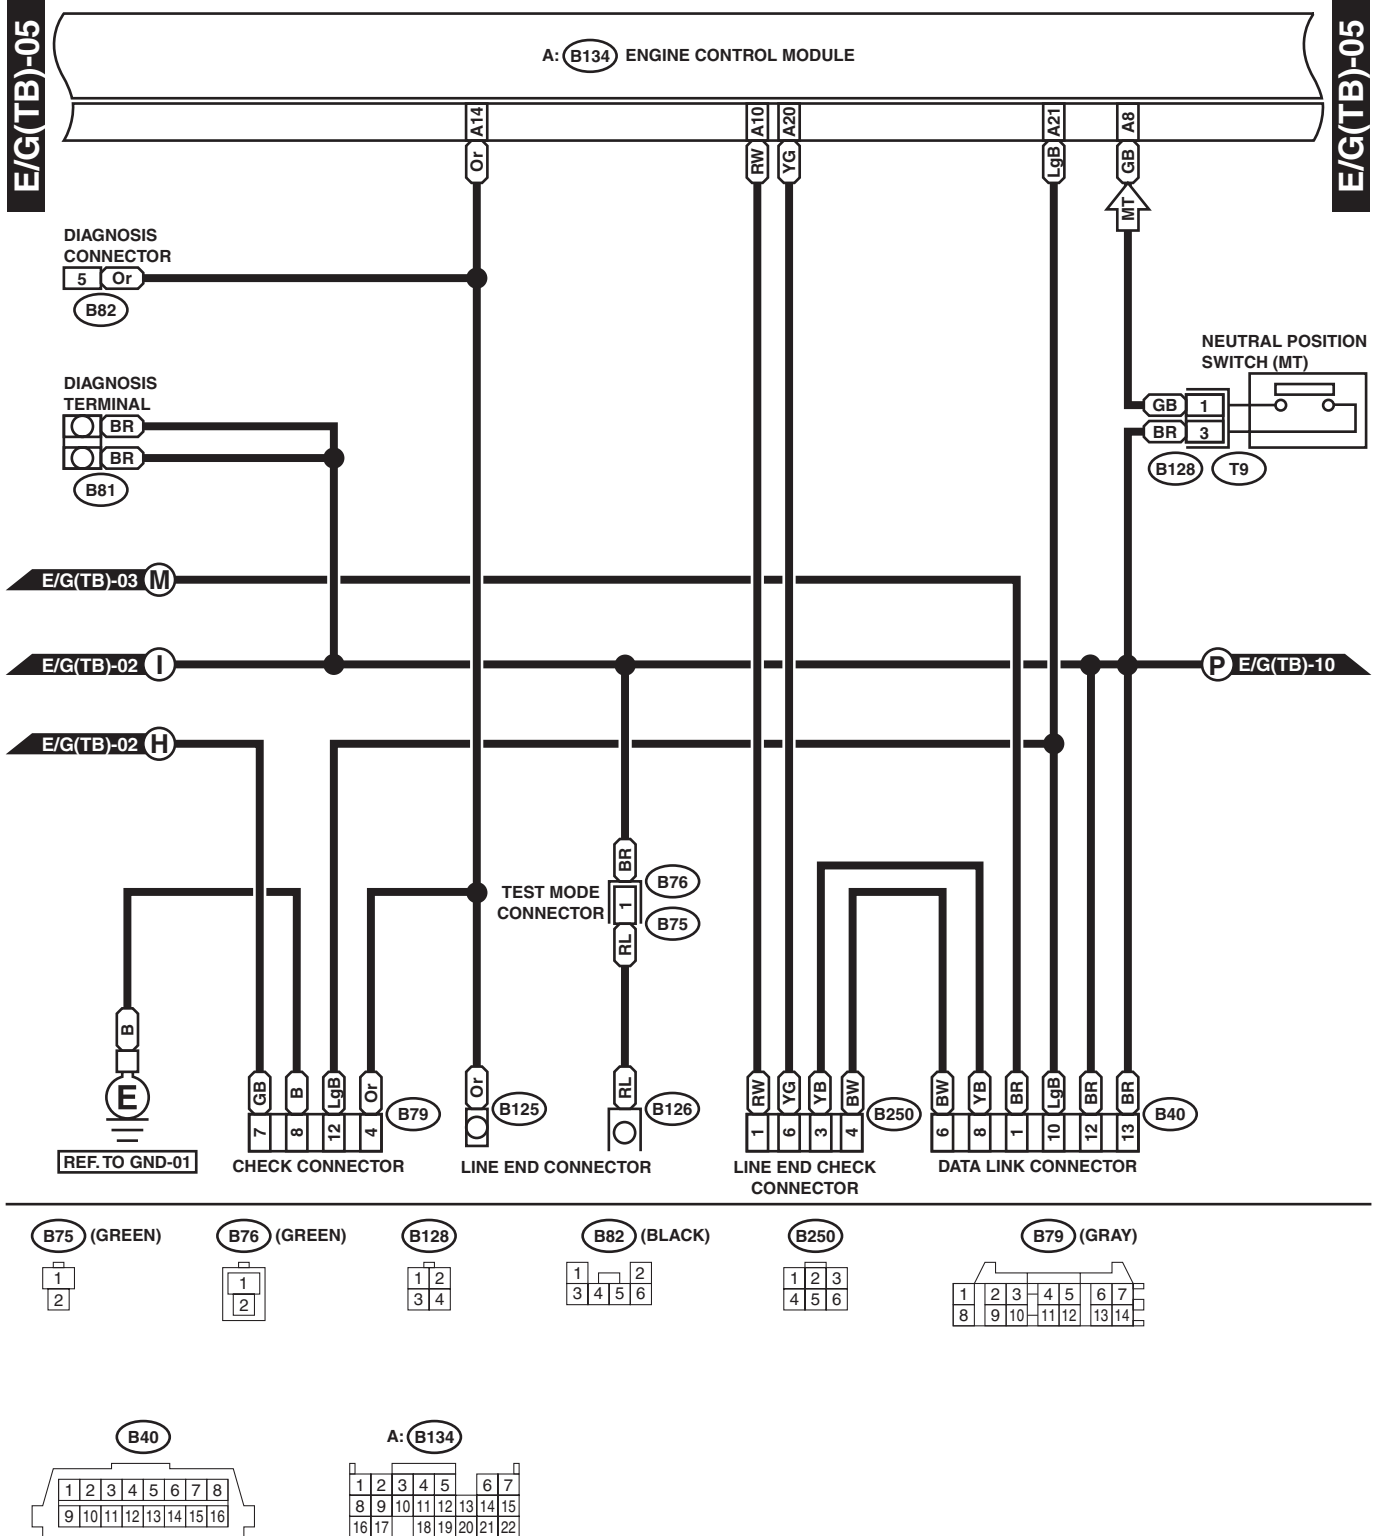 E/G(TB)-05
E/G(TB)-05
A: B134 ENGINE CONTROL MODULE
A14 A10 A20 A21 A8
Or RW YG LgB GB
MT
DIAGNOSIS
CONNECTOR
5 Or
B82
NEUTRAL POSITION
SWITCH (MT)
GB 1
BR 3
B128 T9
DIAGNOSIS
TERMINAL
BR
BR
B81
E/G(TB)-03 M
E/G(TB)-02 I
P E/G(TB)-10
E/G(TB)-02 H
BR
TEST MODE
CONNECTOR
1
B76
B75
RL
B
E
REF. TO GND-01
GB B LgB Or
7 8 12 4
B79
CHECK CONNECTOR
Or
B125
RL
B126
LINE END CONNECTOR
RW YG YB BW
1 6 3 4
B250
LINE END CHECK
CONNECTOR
BW YB BR LgB BR BR
6 8 1 10 12 13
B40
DATA LINK CONNECTOR
B75 (GREEN)
1
2
B76 (GREEN)
1
2
B128
1 2
3 4
B82 (BLACK)
1 2
3 4 5 6
B250
1 2 3
4 5 6
B79 (GRAY)
1 2 3 4 5 6 7
8 9 10 11 12 13 14
B40
1 2 3 4 5 6 7 8
9 10 11 12 13 14 15 16
A: B134
1 2 3 4 5 6 7
8 9 10 11 12 13 14 15
16 17 18 19 20 21 22